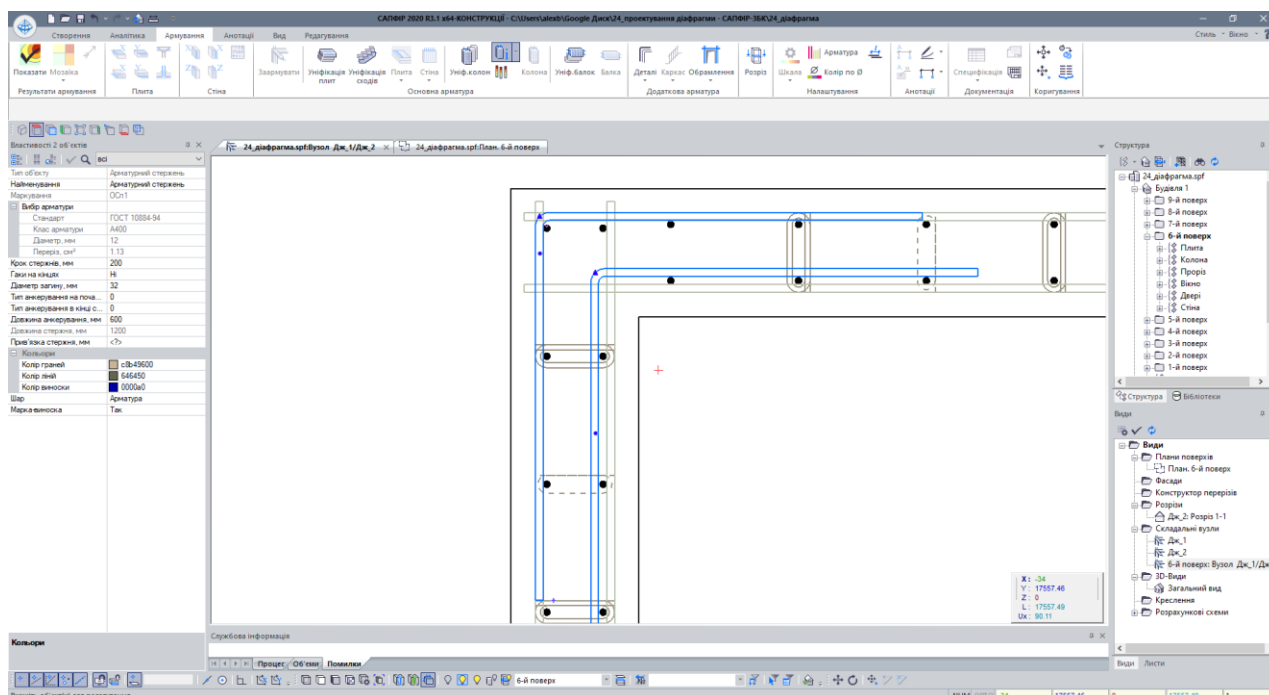 САПФІР 2020 R3.1 x64-КОНСТРУКЦІЇ - C:\Users\alexb\Google Диск\24_проектування діафрагми - САПФІР-ЗБК\24_діафрагма
Створення Аналітика Армування Анотації Вид Редагування Стиль Вікно ?
Показати Мозаїка Заармувати Уніфікація плит Уніфікація сходів Плита Стіна Уніф.колон Колона Уніф.балок Балка Деталі Каркас Обрамлення Розріз Шкала Арматура Колір по Ø Специфікація
Результати армування Плита Стіна Основна арматура Додаткова арматура Налаштування Анотації Документація Коригування
Властивості 2 об'єктів
всі
Тип об'єкту Арматурний стержень
Найменування Арматурний стержень
Маркування ОСп1
Вибір арматури
Стандарт ГОСТ 10884-94
Клас арматури А400
Діаметр, мм 12
Переріз, см² 1.13
Крок стержнів, мм 200
Гаки на кінцях Ні
Діаметр загину, мм 32
Тип анкерування на поча... 0
Тип анкерування в кінці с... 0
Довжина анкерування, мм 600
Довжина стержня, мм 1200
Прив'язка стержня, мм <?>
Кольори
Колір граней c8b49600
Колір ліній 646450
Колір виноски 0000a0
Шар Арматура
Марка-виноска Так
Кольори
24_діафрагма.spf:Вузол. Дж_1/Дж_2
24_діафрагма.spf:План. 6-й поверх
X: -34
Y: 17557.46
Z: 0
L: 17557.49
Ux: 90.11
Службова інформація
Процес Об'єми Помилки
6-й поверх
Структура
24_діафрагма.spf
Будівля 1
9-й поверх
8-й поверх
7-й поверх
6-й поверх
Плита
Колона
Проріз
Вікно
Двері
Стіна
5-й поверх
4-й поверх
3-й поверх
2-й поверх
1-й поверх
Структура Бібліотеки
Види
Види
Плани поверхів
План. 6-й поверх
Фасади
Конструктор перерізів
Розрізи
Дж_2: Розріз 1-1
Складальні вузли
Дж_1
Дж_2
6-й поверх: Вузол Дж_1/Дж
3D-Види
Загальний вид
Креслення
Розрахункові схеми
Види Листи